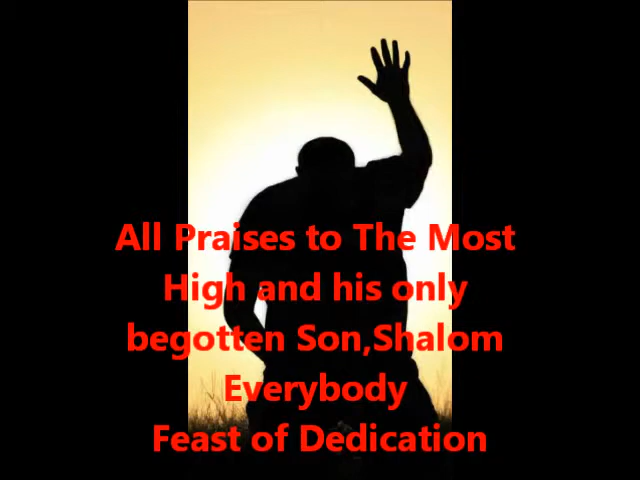 All Praises to The Most
High and his only
begotten Son,Shalom
Everybody
Feast of Dedication